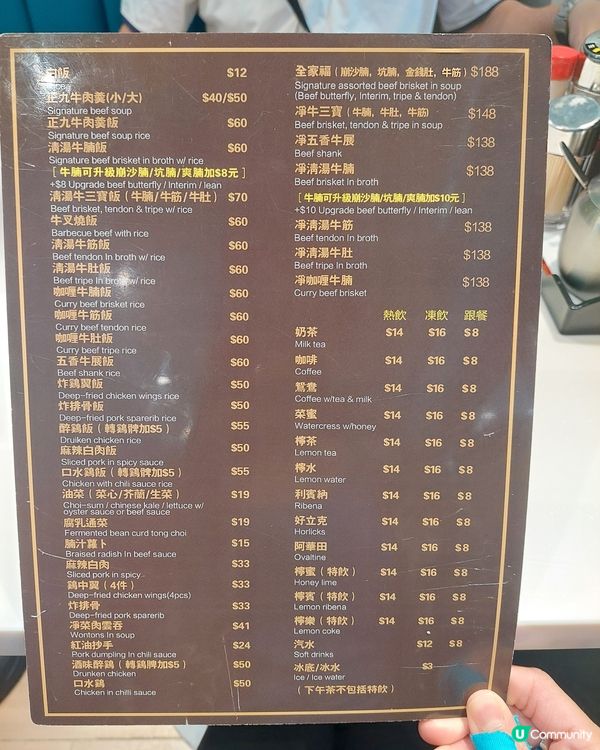 白飯 $12
正九牛肉羹(小/大) $40/$50
Signature beef soup
正九牛肉羹飯 $60
Signature beef soup rice
清湯牛腩飯 $60
Signature beef brisket in broth w/ rice
[ 牛腩可升級崩沙腩/坑腩/爽腩加$8元 ]
+$8 Upgrade beef butterfly / Interim / lean
清湯牛三寶飯 ( 牛腩/牛筋/牛肚 ) $70
Beef brisket, tendon & tripe w/ rice
牛叉燒飯 $60
Barbecue beef with rice
清湯牛筋飯 $60
Beef tendon In broth w/ rice
清湯牛肚飯 $60
Beef tripe In broth w/ rice
咖喱牛腩飯 $60
Curry beef brisket rice
咖喱牛筋飯 $60
Curry beef tendon rice
咖喱牛肚飯 $60
Curry beef tripe rice
五香牛展飯 $60
Beef shank rice
炸鷄翼飯 $50
Deep-fried chicken wings rice
炸排骨飯 $50
Deep-fried pork sparerib rice
醉鷄飯 ( 轉鷄髀加$5 ) $55
Druiken chicken rice
麻辣白肉飯 $50
Sliced pork in spicy sauce
口水鷄飯 ( 轉鷄髀加$5 ) $55
Chicken with chili sauce rice
油菜 ( 菜心/芥蘭/生菜 ) $19
Choi-sum / chinese kale / lettuce w/
oyster sauce or beef sauce
腐乳通菜 $19
Fermented bean curd tong choi
腩汁蘿卜 $15
Braised radish In beef sauce
麻辣白肉 $33
Sliced pork in spicy
鷄中翼 ( 4件 ) $33
Deep-fried chicken wings(4pcs)
炸排骨 $33
Deep-fried pork sparerib
淨菜肉雲吞 $41
Wontons In soup
紅油抄手 $24
Pork dumpling In chili sauce
酒味醉鷄 ( 轉鷄髀加$5 ) $50
Drunken chicken
口水鷄 $50
Chicken in chilli sauce
全家福 ( 崩沙腩, 坑腩, 金錢肚, 牛筋 ) $188
Signature assorted beef brisket in soup
(Beef butterfly, Interim, tripe & tendon)
淨牛三寶 ( 牛腩, 牛肚, 牛筋 ) $148
Beef brisket, tendon & tripe in soup
淨五香牛展 $138
Beef shank
淨清湯牛腩 $138
Beef brisket In broth
[ 牛腩可升級崩沙腩/坑腩/爽腩加$10元 ]
+$10 Upgrade beef butterfly / Interim / lean
淨清湯牛筋 $138
Beef tendon In broth
淨清湯牛肚 $138
Beef tripe In broth
淨咖喱牛腩 $138
Curry beef brisket
熱飲 凍飲 跟餐
奶茶 $14 $16 $8
Milk tea
咖啡 $14 $16 $8
Coffee
鴛鴦 $14 $16 $8
Coffee w/tea & milk
菜蜜 $14 $16 $8
Watercress w/honey
檸茶 $14 $16 $8
Lemon tea
檸水 $14 $16 $8
Lemon water
利賓納 $14 $16 $8
Ribena
好立克 $14 $16 $8
Horlicks
阿華田 $14 $16 $8
Ovaltine
檸蜜 ( 特飲 ) $14 $16 $8
Honey lime
檸賓 ( 特飲 ) $14 $16 $8
Lemon ribena
檸樂 ( 特飲 ) $14 $16 $8
Lemon coke
汽水 $12 $8
Soft drinks
冰底/冰水 $3
Ice / Ice water
( 下午茶不包括特飲 )
U Community